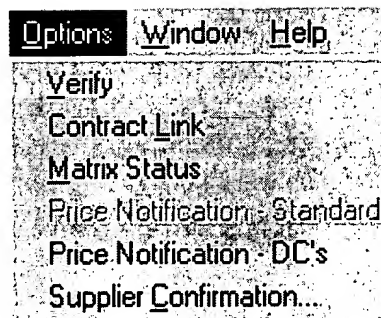 Options Window Help
Verify
Contract Link
Matrix Status
Price Notification - Standard
Price Notification - DC's
Supplier Confirmation...